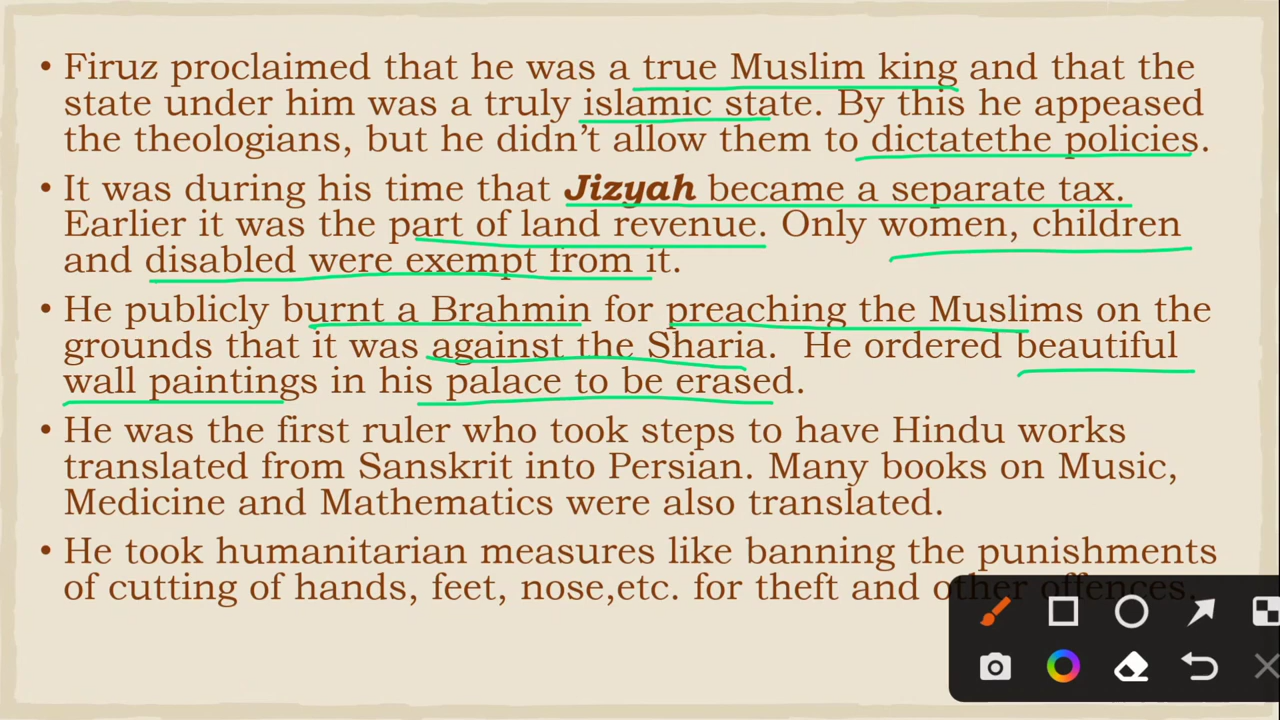 • Firuz proclaimed that he was a true Muslim king and that the
state under him was a truly islamic state. By this he appeased
the theologians, but he didn’t allow them to dictatethe policies.
• It was during his time that Jizyah became a separate tax.
Earlier it was the part of land revenue. Only women, children
and disabled were exempt from it.
• He publicly burnt a Brahmin for preaching the Muslims on the
grounds that it was against the Sharia.  He ordered beautiful
wall paintings in his palace to be erased.
• He was the first ruler who took steps to have Hindu works
translated from Sanskrit into Persian. Many books on Music,
Medicine and Mathematics were also translated.
• He took humanitarian measures like banning the punishments
of cutting of hands, feet, nose,etc. for theft and other offences.